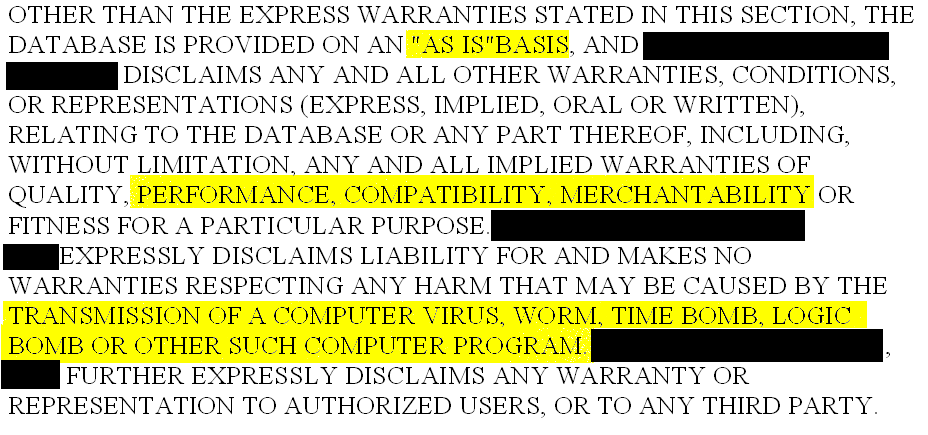 OTHER THAN THE EXPRESS WARRANTIES STATED IN THIS SECTION, THE
DATABASE IS PROVIDED ON AN "AS IS"BASIS, AND
DISCLAIMS ANY AND ALL OTHER WARRANTIES, CONDITIONS,
OR REPRESENTATIONS (EXPRESS, IMPLIED, ORAL OR WRITTEN),
RELATING TO THE DATABASE OR ANY PART THEREOF, INCLUDING,
WITHOUT LIMITATION, ANY AND ALL IMPLIED WARRANTIES OF
QUALITY, PERFORMANCE, COMPATIBILITY, MERCHANTABILITY OR
FITNESS FOR A PARTICULAR PURPOSE.
EXPRESSLY DISCLAIMS LIABILITY FOR AND MAKES NO
WARRANTIES RESPECTING ANY HARM THAT MAY BE CAUSED BY THE
TRANSMISSION OF A COMPUTER VIRUS, WORM, TIME BOMB, LOGIC
BOMB OR OTHER SUCH COMPUTER PROGRAM. ,
FURTHER EXPRESSLY DISCLAIMS ANY WARRANTY OR
REPRESENTATION TO AUTHORIZED USERS, OR TO ANY THIRD PARTY.